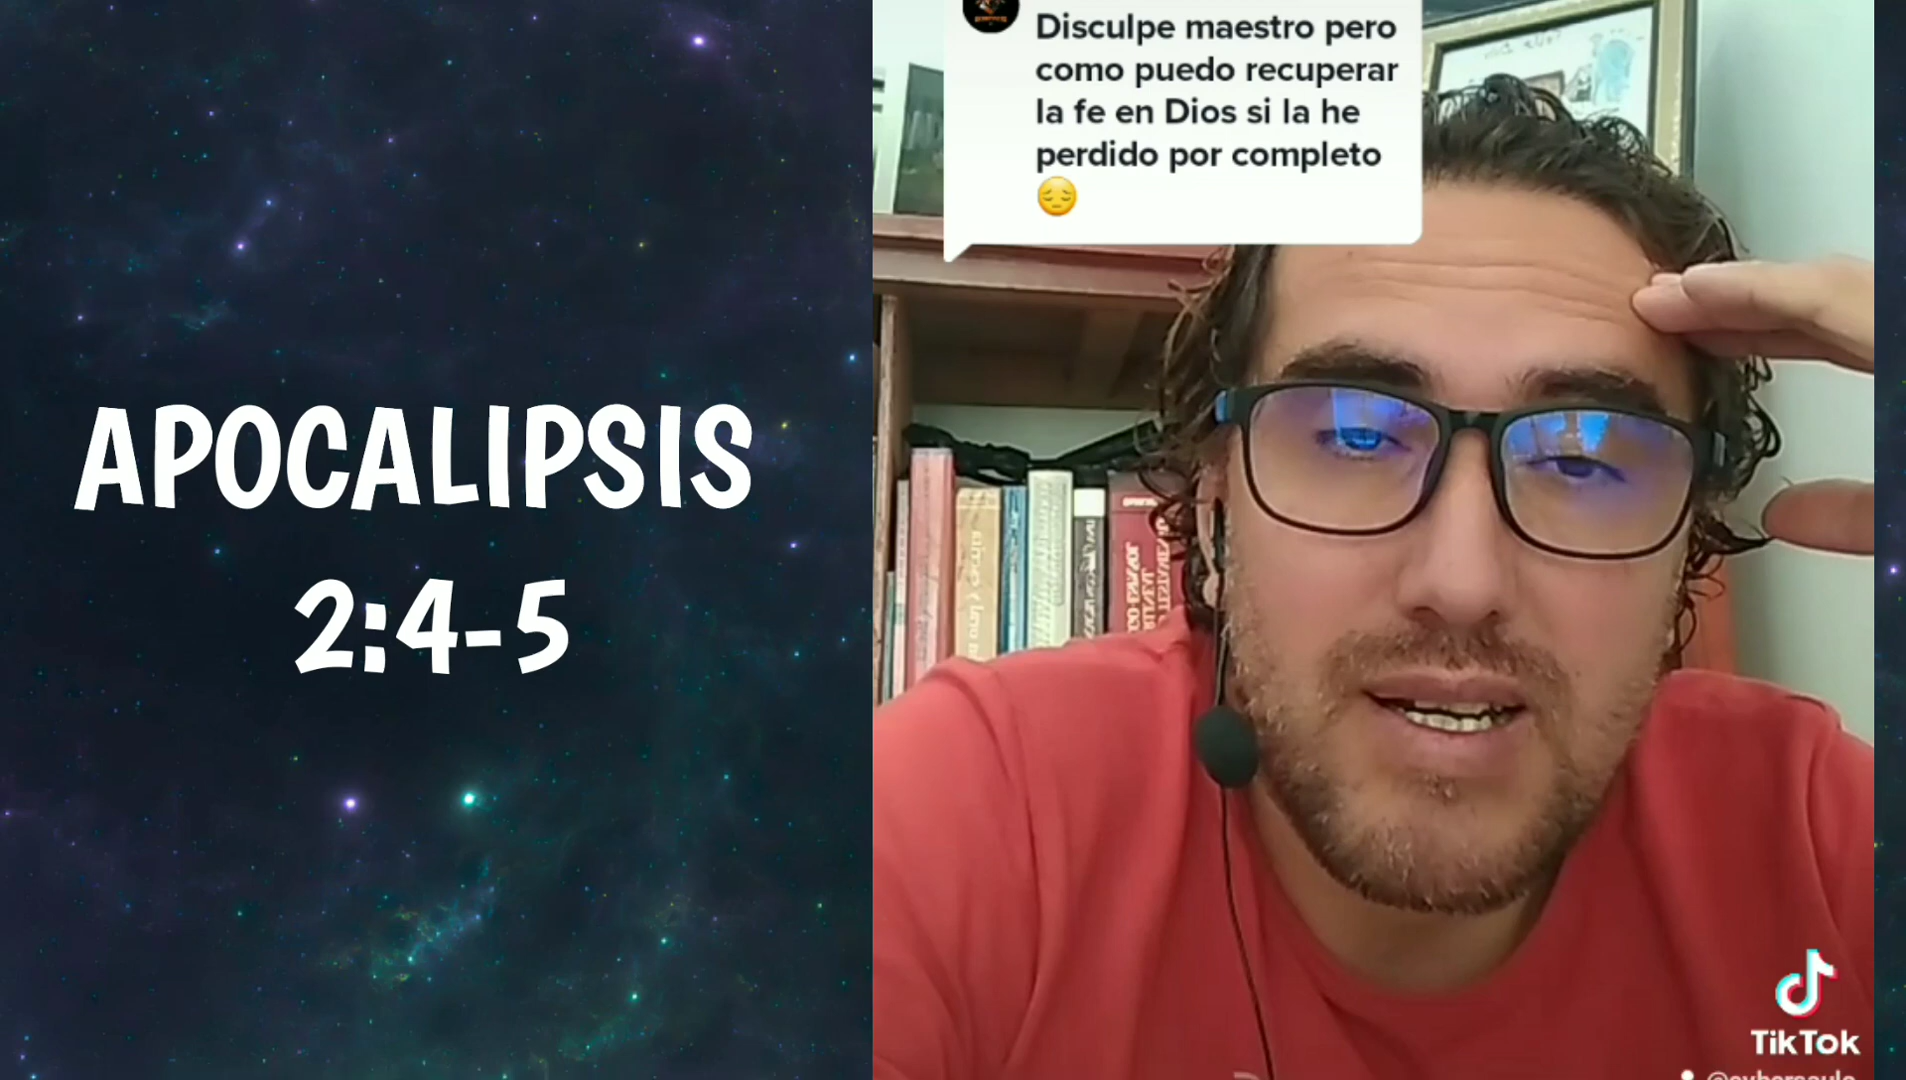 APOCALIPSIS
2:4-5
Disculpe maestro pero
como puedo recuperar
la fe en Dios si la he
perdido por completo
😔
TikTok